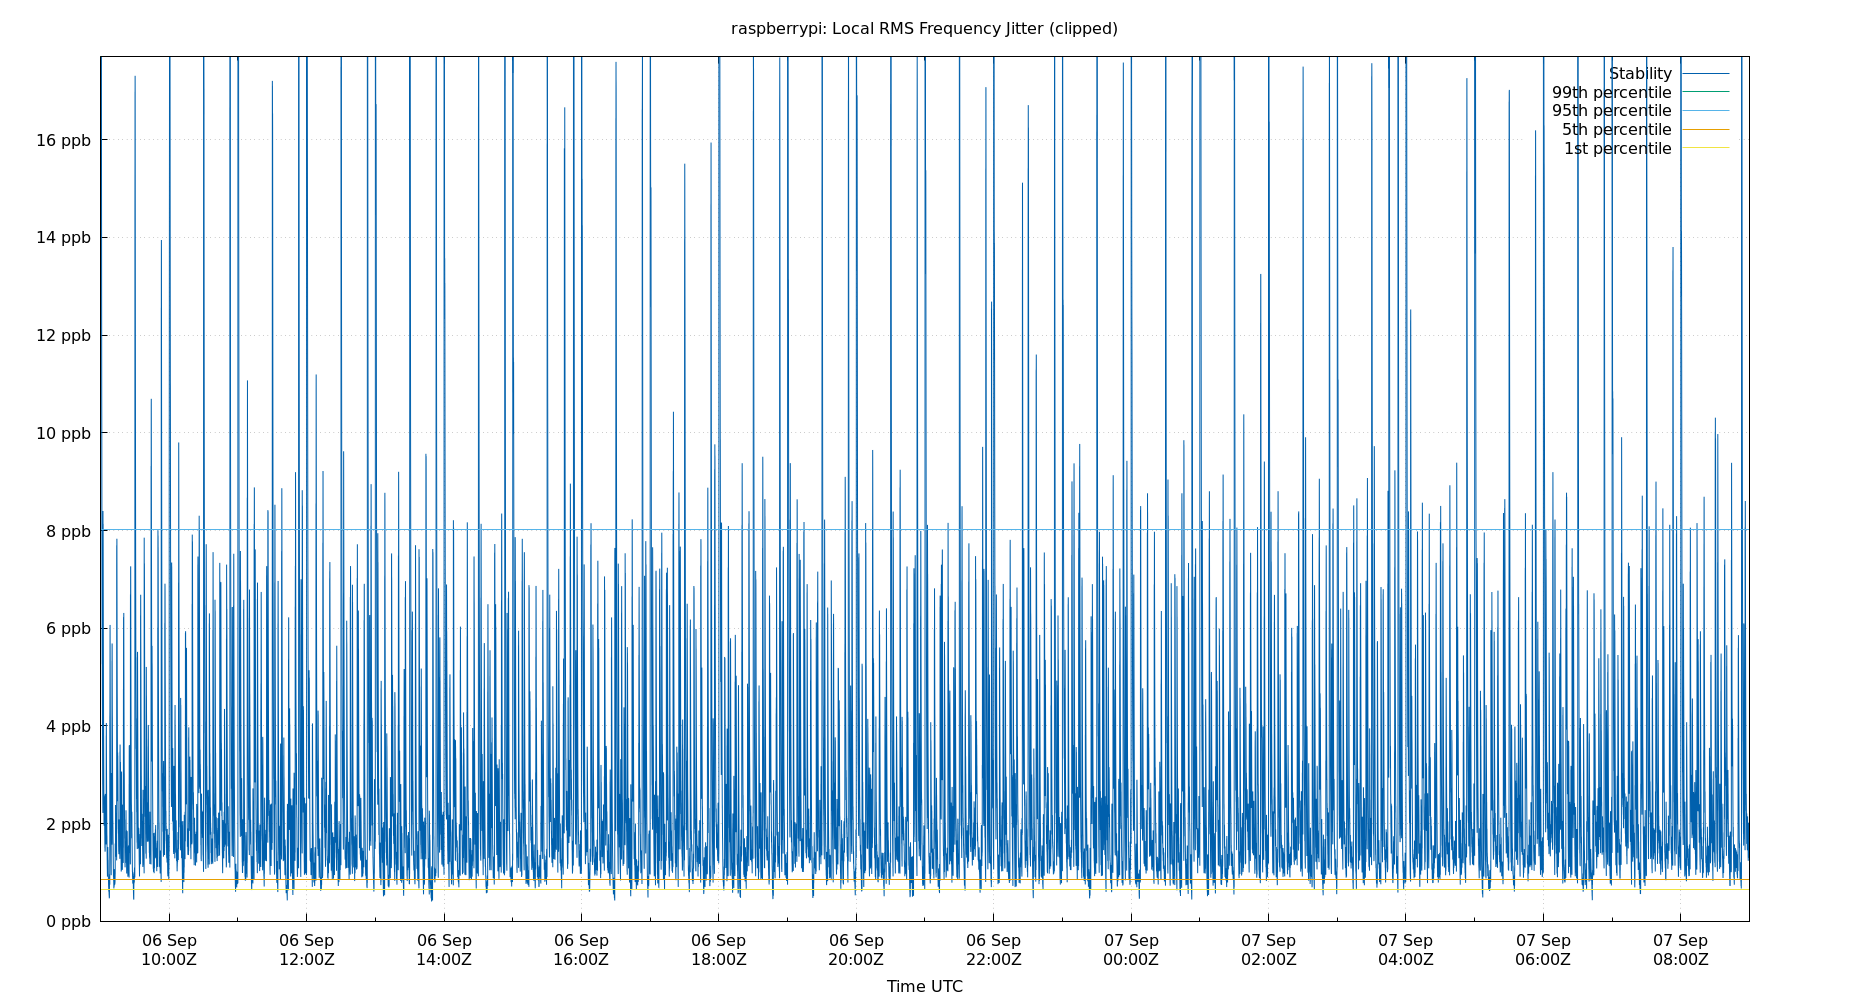 raspberrypi: Local RMS Frequency Jitter (clipped)
Stability
99th percentile
95th percentile
5th percentile
1st percentile
16 ppb
14 ppb
12 ppb
10 ppb
8 ppb
6 ppb
4 ppb
2 ppb
0 ppb
06 Sep 06 Sep 06 Sep 06 Sep 06 Sep 06 Sep 06 Sep 07 Sep 07 Sep 07 Sep 07 Sep 07 Sep
10:00Z 12:00Z 14:00Z 16:00Z 18:00Z 20:00Z 22:00Z 00:00Z 02:00Z 04:00Z 06:00Z 08:00Z
Time UTC